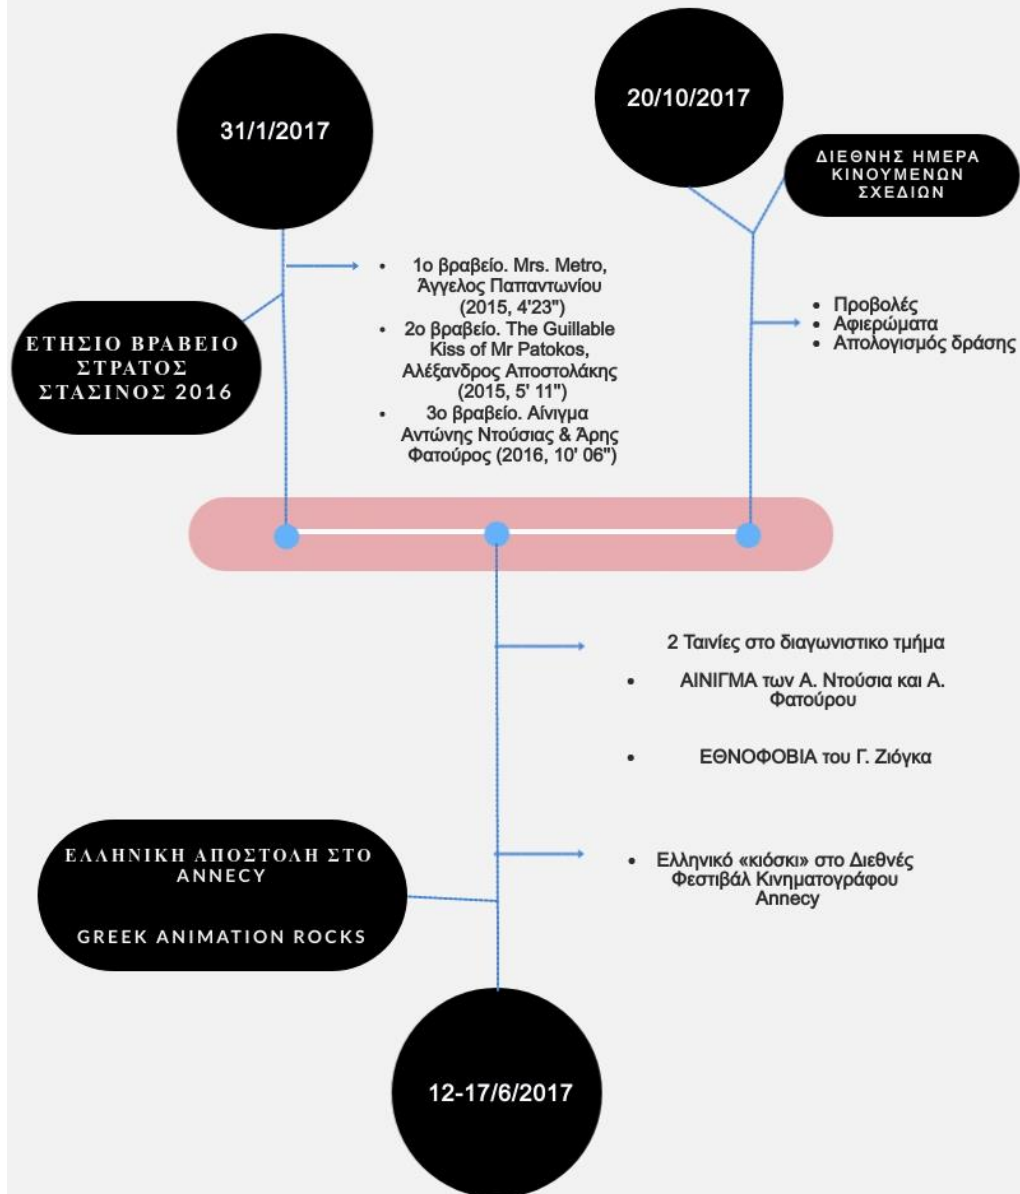 31/1/2017
20/10/2017
ΔΙΕΘΝΗΣ ΗΜΕΡΑ
ΚΙΝΟΥΜΕΝΩΝ
ΣΧΕΔΙΩΝ
• 1ο βραβείο. Mrs. Metro,
Άγγελος Παπαντωνίου
(2015, 4'23")
• 2ο βραβείο. The Guillable
Kiss of Mr Patokos,
Αλέξανδρος Αποστολάκης
(2015, 5' 11")
• 3ο βραβείο. Αίνιγμα
Αντώνης Ντούσιας & Άρης
Φατούρος (2016, 10' 06")
ΕΤΗΣΙΟ ΒΡΑΒΕΙΟ
ΣΤΡΑΤΟΣ
ΣΤΑΣΙΝΟΣ 2016
• Προβολές
• Αφιερώματα
• Απολογισμός δράσης
2 Ταινίες στο διαγωνιστικο τμήμα
• ΑΙΝΙΓΜΑ των Α. Ντούσια και Α.
Φατούρου
• ΕΘΝΟΦΟΒΙΑ του Γ. Ζιόγκα
ΕΛΛΗΝΙΚΗ ΑΠΟΣΤΟΛΗ ΣΤΟ
ANNECY
GREEK ANIMATION ROCKS
• Ελληνικό «κιόσκι» στο Διεθνές
Φεστιβάλ Κινηματογράφου
Annecy
12-17/6/2017